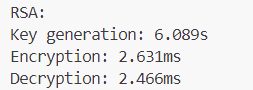 RSA:
Key generation: 6.089s
Encryption: 2.631ms
Decryption: 2.466ms